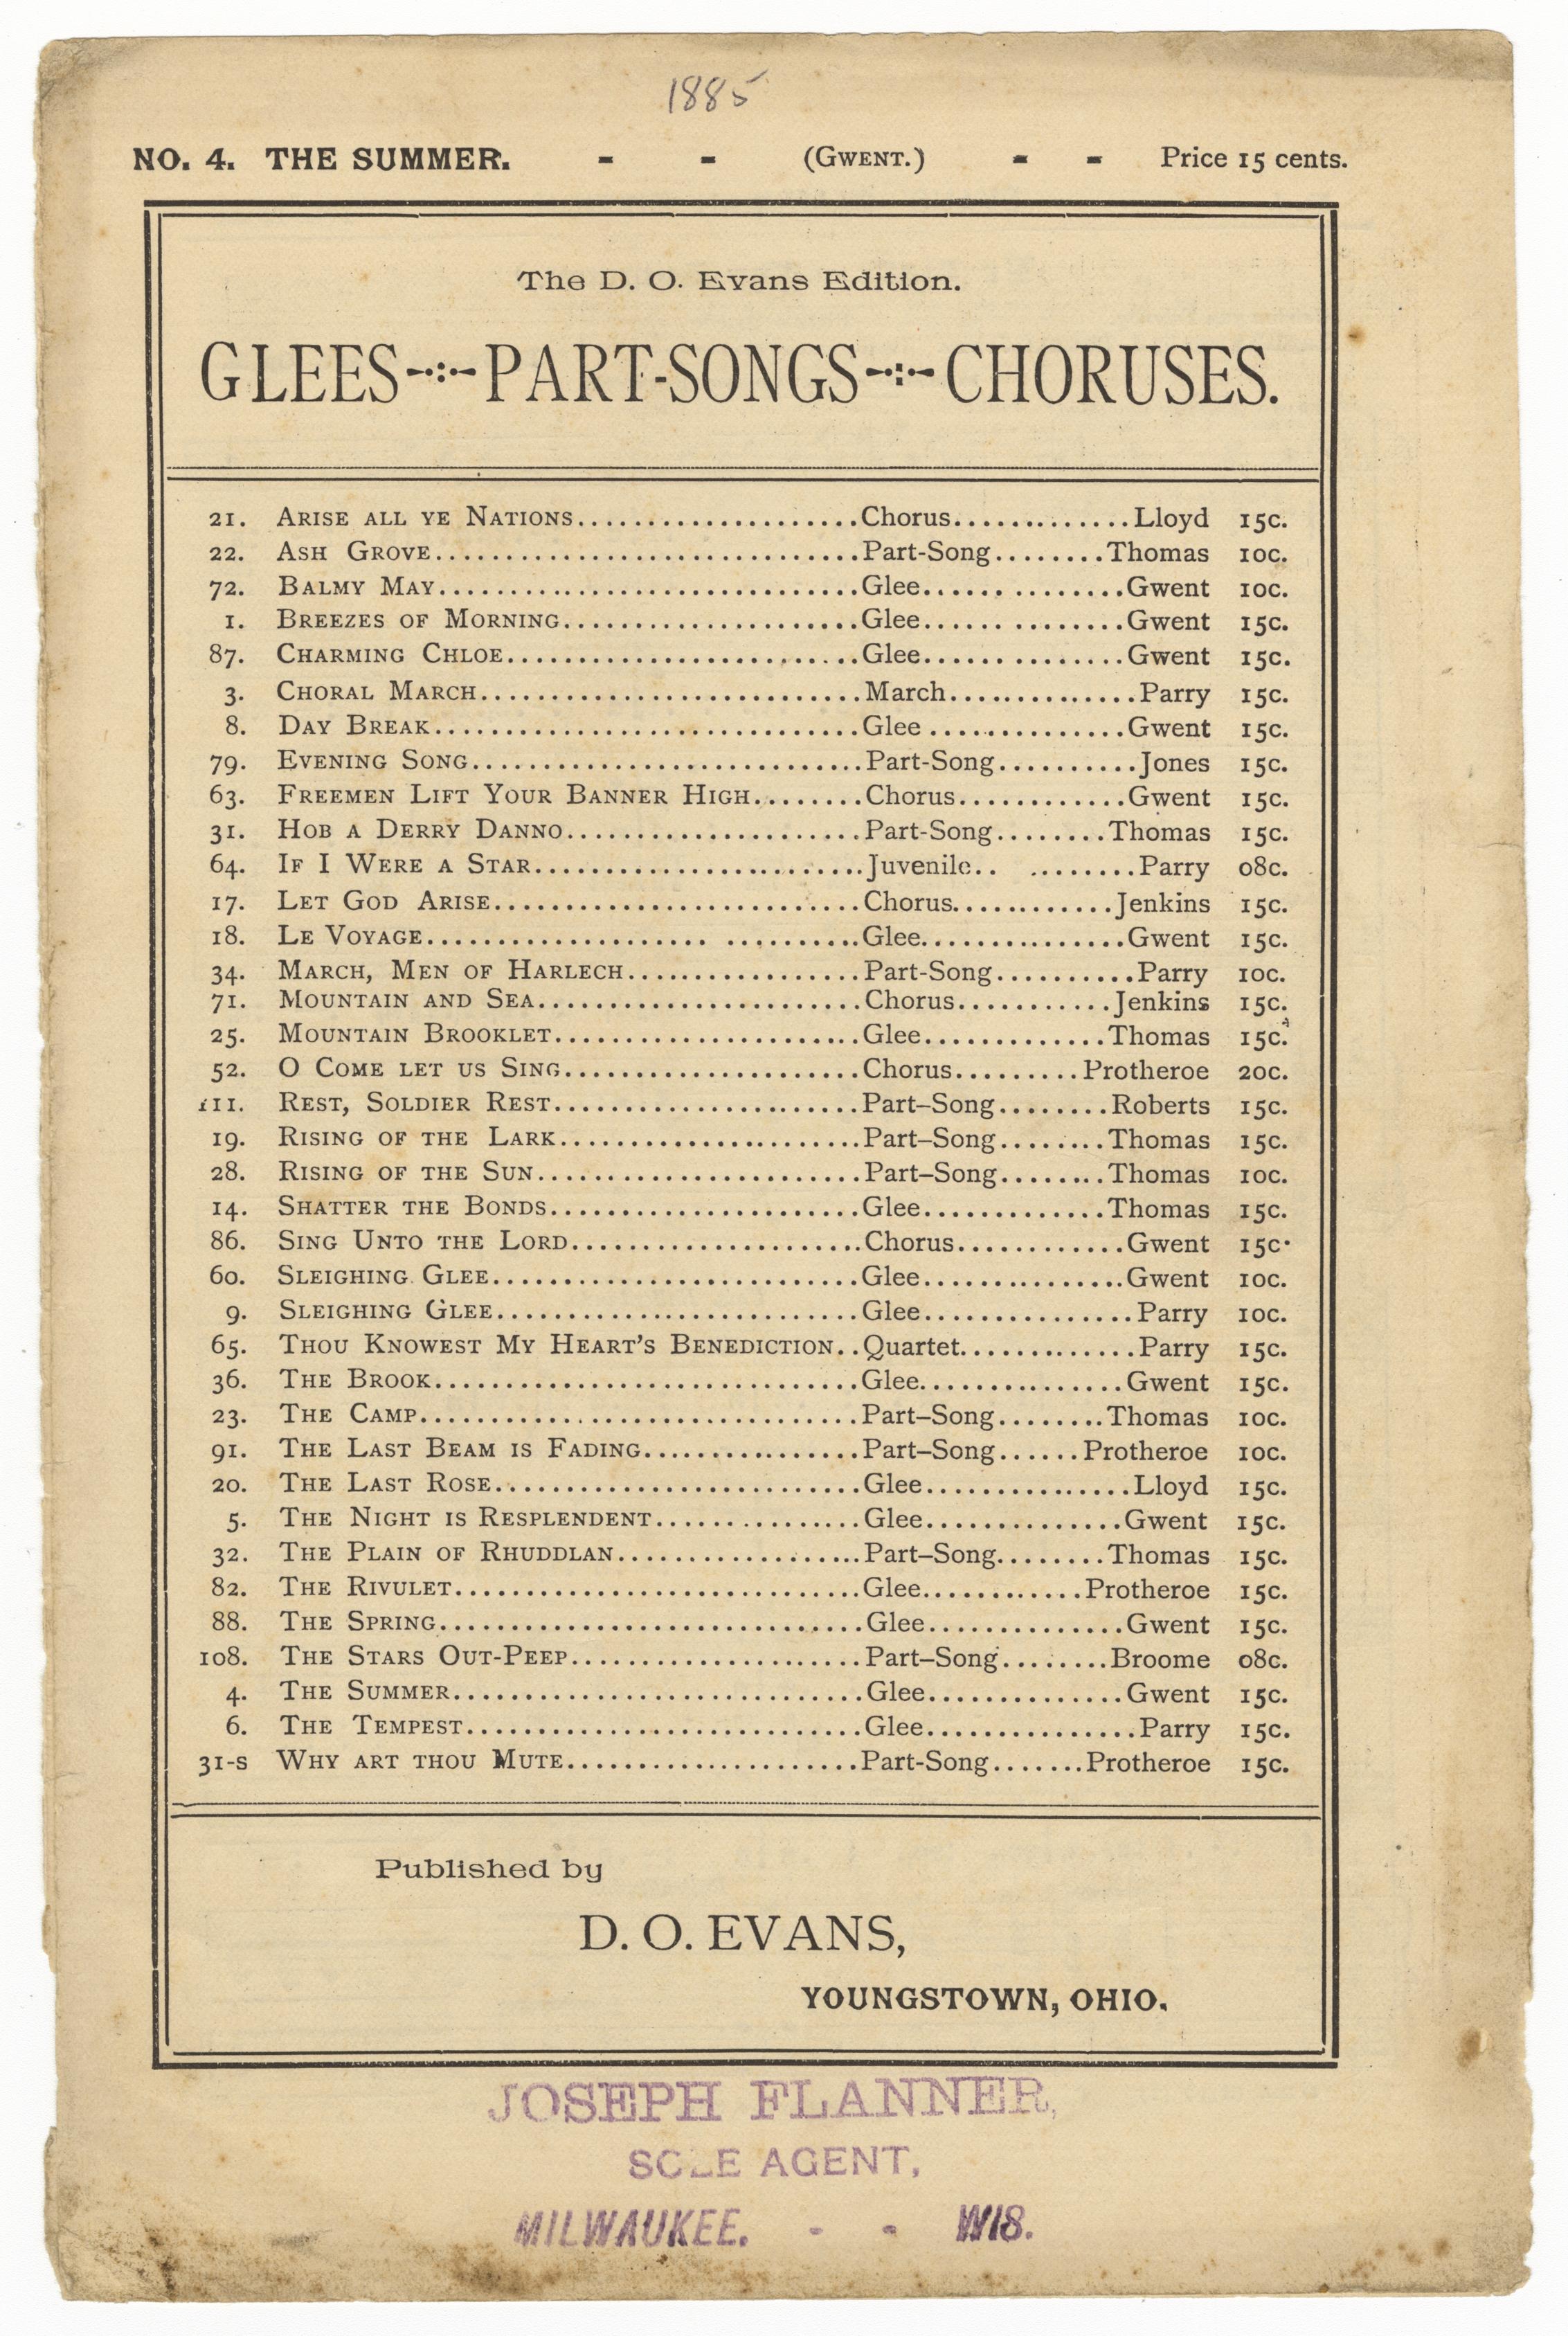 1885
NO. 4. THE SUMMER. - - (GWENT.) - - Price 15 cents.
The D. O. Evans Edition.
GLEES PART-SONGS CHORUSES.
21. ARISE ALL YE NATIONS....................Chorus.............Lloyd 15c.
22. ASH GROVE..............................Part-Song........Thomas 10c.
72. BALMY MAY..............................Glee...... ........Gwent 10c.
1. BREEZES OF MORNING.....................Glee...... ........Gwent 15c.
87. CHARMING CHLOE.........................Glee...... ........Gwent 15c.
3. CHORAL MARCH...........................March..............Parry 15c.
8. DAY BREAK..............................Glee ..............Gwent 15c.
79. EVENING SONG............................Part-Song..........Jones 15c.
63. FREEMEN LIFT YOUR BANNER HIGH........Chorus............Gwent 15c.
31. HOB A DERRY DANNO.....................Part-Song........Thomas 15c.
64. IF I WERE A STAR.......................Juvenile.. ........Parry 08c.
17. LET GOD ARISE..........................Chorus...........Jenkins 15c.
18. LE VOYAGE.................... ..........Glee...............Gwent 15c.
34. MARCH, MEN OF HARLECH.................Part-Song..........Parry 10c.
71. MOUNTAIN AND SEA.......................Chorus...........Jenkins 15c.
25. MOUNTAIN BROOKLET......................Glee.............Thomas 15c.
52. O COME LET US SING.....................Chorus.........Protheroe 20c.
111. REST, SOLDIER REST......................Part–Song........Roberts 15c.
19. RISING OF THE LARK.....................Part–Song........Thomas 15c.
28. RISING OF THE SUN.......................Part–Song........Thomas 10c.
14. SHATTER THE BONDS......................Glee.............Thomas 15c.
86. SING UNTO THE LORD.....................Chorus............Gwent 15c.
60. SLEIGHING GLEE..........................Glee...............Gwent 10c.
9. SLEIGHING GLEE..........................Glee................Parry 10c.
65. THOU KNOWEST MY HEART'S BENEDICTION..Quartet.............Parry 15c.
36. THE BROOK..............................Glee...............Gwent 15c.
23. THE CAMP...............................Part–Song........Thomas 10c.
91. THE LAST BEAM IS FADING................Part–Song......Protheroe 10c.
20. THE LAST ROSE..........................Glee...............Lloyd 15c.
5. THE NIGHT IS RESPLENDENT...............Glee..............Gwent 15c.
32. THE PLAIN OF RHUDDLAN..................Part–Song........Thomas 15c.
82. THE RIVULET.............................Glee............Protheroe 15c.
88. THE SPRING..............................Glee..............Gwent 15c.
108. THE STARS OUT-PEEP.....................Part–Song........Broome 08c.
4. THE SUMMER.............................Glee..............Gwent 15c.
6. THE TEMPEST............................Glee...............Parry 15c.
31-S WHY ART THOU MUTE.....................Part-Song.......Protheroe 15c.
Published by
D. O. EVANS,
YOUNGSTOWN, OHIO.
JOSEPH FLANNER,
SOLE AGENT,
MILWAUKEE. - - WIS.